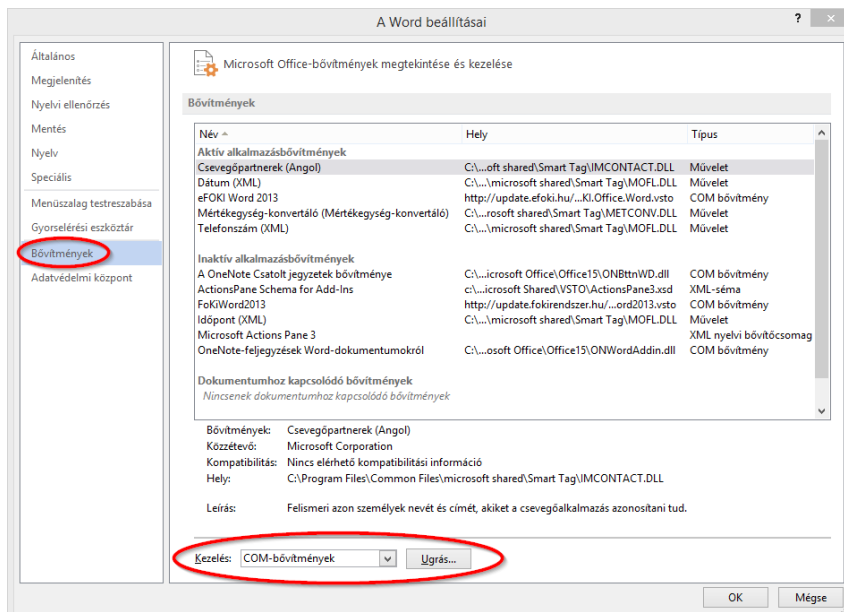 A Word beállításai
?
Általános
Megjelenítés
Nyelvi ellenőrzés
Mentés
Nyelv
Speciális
Menüszalag testreszabása
Gyorselérési eszköztár
Bővítmények
Adatvédelmi központ
Microsoft Office-bővítmények megtekintése és kezelése
Bővítmények
Név Hely Típus
Aktív alkalmazásbővítmények
Csevegőpartnerek (Angol) C:\...oft shared\Smart Tag\IMCONTACT.DLL Művelet
Dátum (XML) C:\...\microsoft shared\Smart Tag\MOFL.DLL Művelet
eFOKI Word 2013 http://update.efoki.hu/...KI.Office.Word.vsto COM bővítmény
Mértékegység-konvertáló (Mértékegység-konvertáló) C:\...rosoft shared\Smart Tag\METCONV.DLL Művelet
Telefonszám (XML) C:\...\microsoft shared\Smart Tag\MOFL.DLL Művelet
Inaktív alkalmazásbővítmények
A OneNote Csatolt jegyzetek bővítménye C:\...icrosoft Office\Office15\ONBttnWD.dll COM bővítmény
ActionsPane Schema for Add-Ins c:\...icrosoft Shared\VSTO\ActionsPane3.xsd XML-séma
FoKiWord2013 http://update.fokirendszer.hu/...ord2013.vsto COM bővítmény
Időpont (XML) C:\...\microsoft shared\Smart Tag\MOFL.DLL Művelet
Microsoft Actions Pane 3 XML nyelvi bővítőcsomag
OneNote-feljegyzések Word-dokumentumokról C:\...osoft Office\Office15\ONWordAddin.dll COM bővítmény
Dokumentumhoz kapcsolódó bővítmények
Nincsenek dokumentumhoz kapcsolódó bővítmények
Bővítmények: Csevegőpartnerek (Angol)
Közzétevő: Microsoft Corporation
Kompatibilitás: Nincs elérhető kompatibilitási információ
Hely: C:\Program Files\Common Files\microsoft shared\Smart Tag\IMCONTACT.DLL
Leírás: Felismeri azon személyek nevét és címét, akiket a csevegőalkalmazás azonosítani tud.
Kezelés: COM-bővítmények Ugrás...
OK Mégse